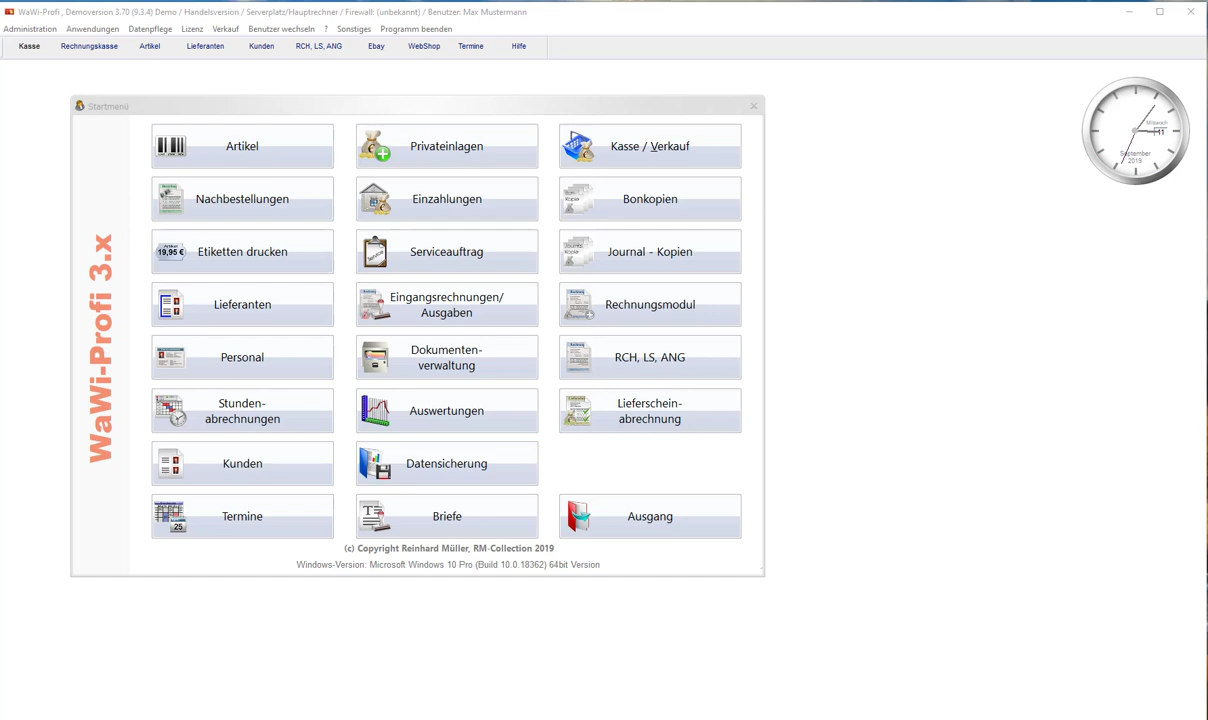 WaWi-Profi , Demoversion 3.70 (9.3.4) Demo / Handelsversion / Serverplatz/Hauptrechner / Firewall: (unbekannt) / Benutzer: Max Mustermann
Administration Anwendungen Datenpflege Lizenz Verkauf Benutzer wechseln ? Sonstiges Programm beenden
Kasse Rechnungskasse Artikel Lieferanten Kunden RCH, LS, ANG Ebay WebShop Termine Hilfe
Startmenü
WaWi-Profi 3.x
Artikel
Privateinlagen
Kasse / Verkauf
Nachbestellungen
Einzahlungen
Bonkopien
19,95 €
Etiketten drucken
Serviceauftrag
Journal - Kopien
Lieferanten
Eingangsrechnungen/
Ausgaben
Rechnungsmodul
Personal
Dokumenten-
verwaltung
RCH, LS, ANG
Stunden-
abrechnungen
Auswertungen
Lieferschein-
abrechnung
Kunden
Datensicherung
25
Termine
Briefe
Ausgang
(c) Copyright Reinhard Müller, RM-Collection 2019
Windows-Version: Microsoft Windows 10 Pro (Build 10.0.18362) 64bit Version
Mittwoch
11
September
2019